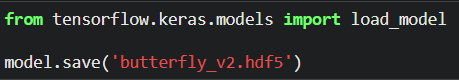 from tensorflow.keras.models import load_model
model.save('butterfly_v2.hdf5')